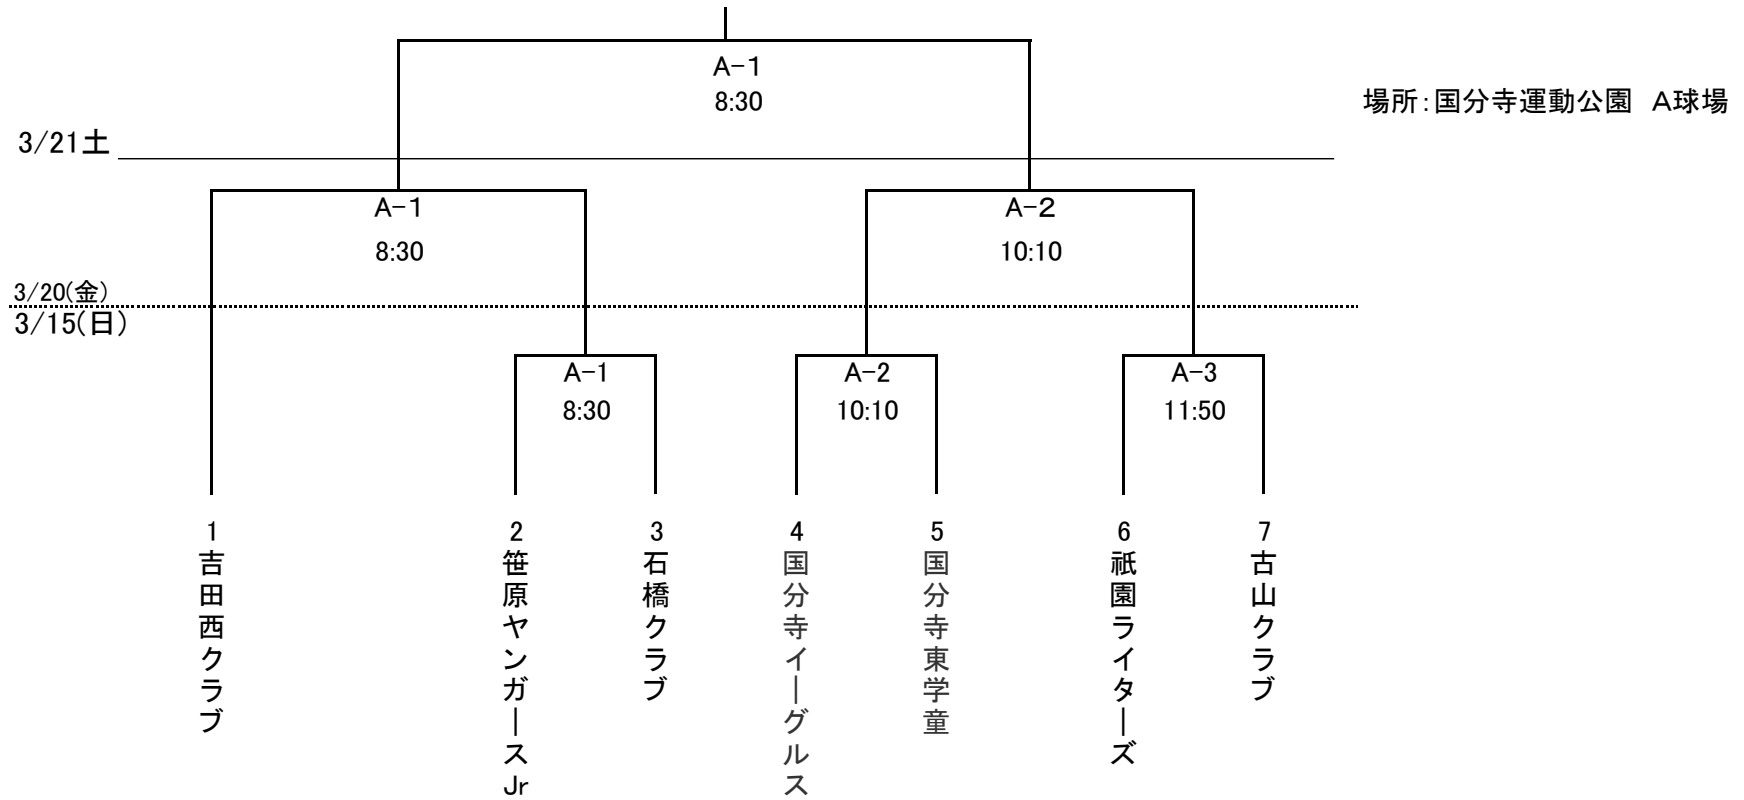 A-1
8:30
場所:国分寺運動公園　A球場
3/21土
A-1
8:30
A-2
10:10
3/20(金)
3/15(日)
A-1
8:30
A-2
10:10
A-3
11:50
1
吉田西クラブ
2
笹原ヤンガースJr
3
石橋クラブ
4
国分寺イーグルス
5
国分寺東学童
6
祇園ライターズ
7
古山クラブ